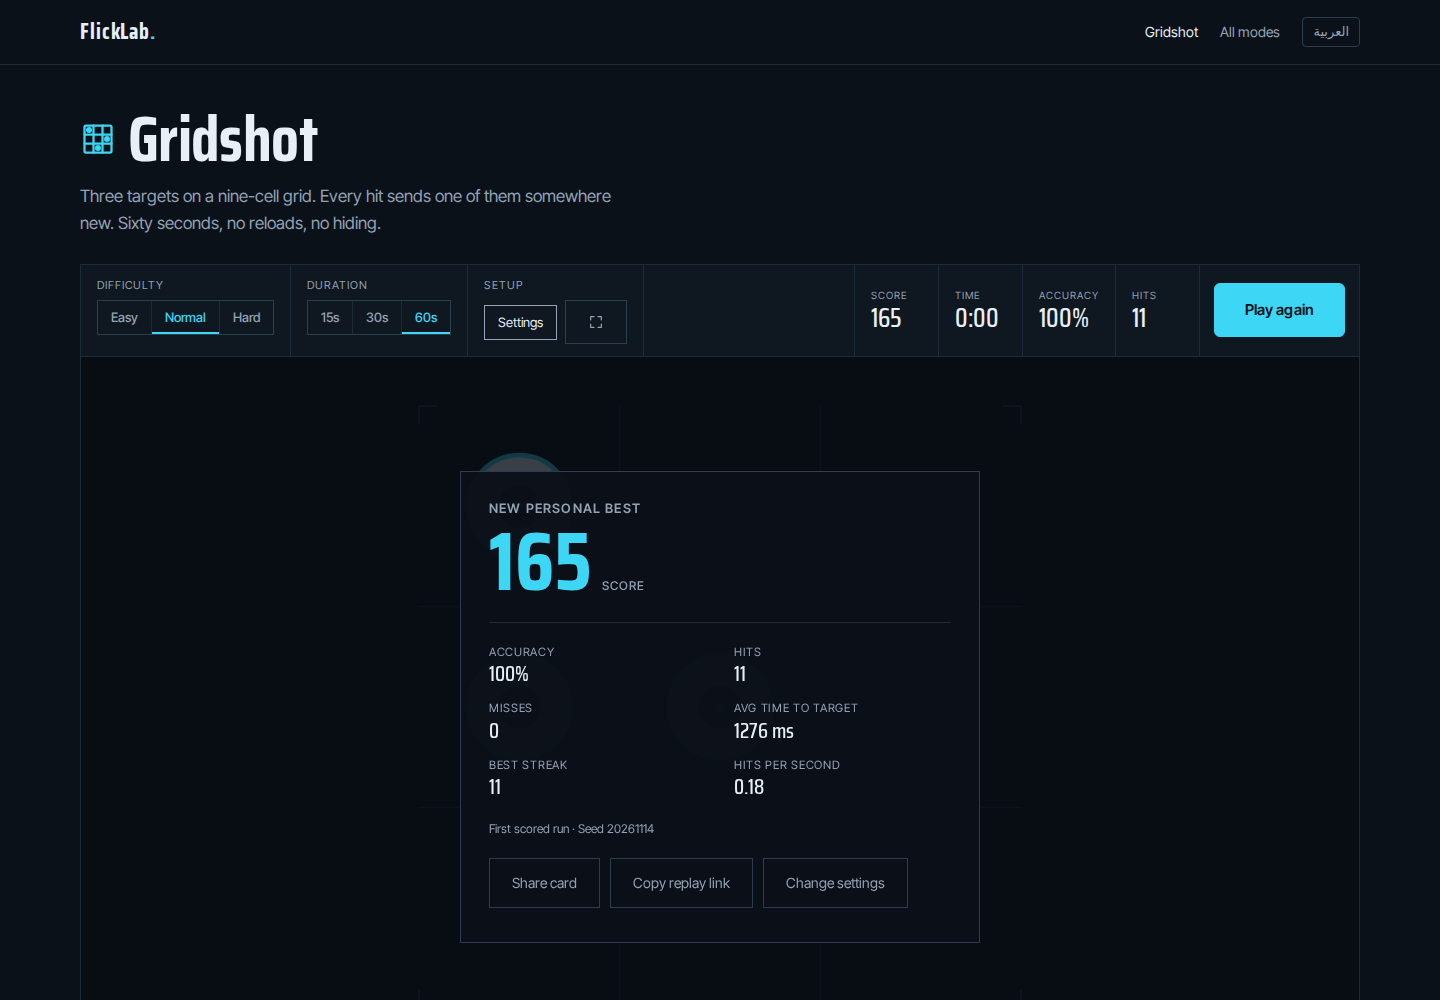 FlickLab.
Gridshot
All modes
العربية
Gridshot
Three targets on a nine-cell grid. Every hit sends one of them somewhere
new. Sixty seconds, no reloads, no hiding.
DIFFICULTY
Easy
Normal
Hard
DURATION
15s
30s
60s
SETUP
Settings
SCORE
165
TIME
0:00
ACCURACY
100%
HITS
11
Play again
NEW PERSONAL BEST
165 SCORE
ACCURACY
100%
HITS
11
MISSES
0
AVG TIME TO TARGET
1276 ms
BEST STREAK
11
HITS PER SECOND
0.18
First scored run · Seed 20261114
Share card
Copy replay link
Change settings